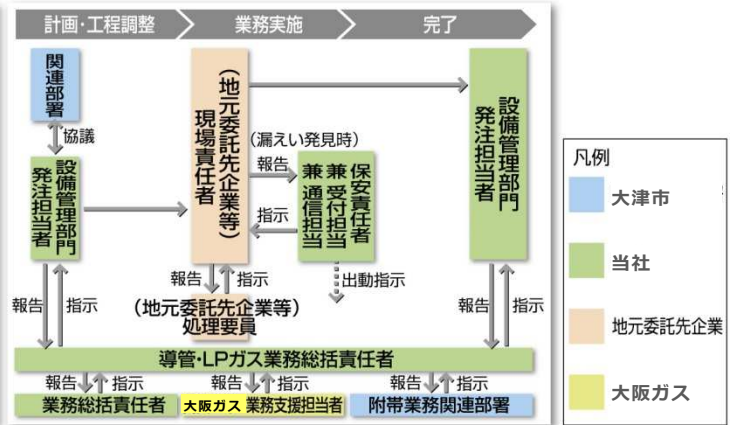 計画・工程調整
業務実施
完了
関連部署
協議
設備管理部門
発注担当者
(地元委託先企業等)
現場責任者
(漏えい発見時)
報告
指示
保安責任者
兼 受付担当
兼 通信担当
出動指示
設備管理部門
発注担当者
報告
指示
報告
指示
(地元委託先企業等)
処理要員
報告
指示
導管・LPガス業務総括責任者
報告
指示
報告
指示
報告
指示
業務総括責任者
大阪ガス 業務支援担当者
附帯業務関連部署
凡例
大津市
当社
地元委託先企業
大阪ガス